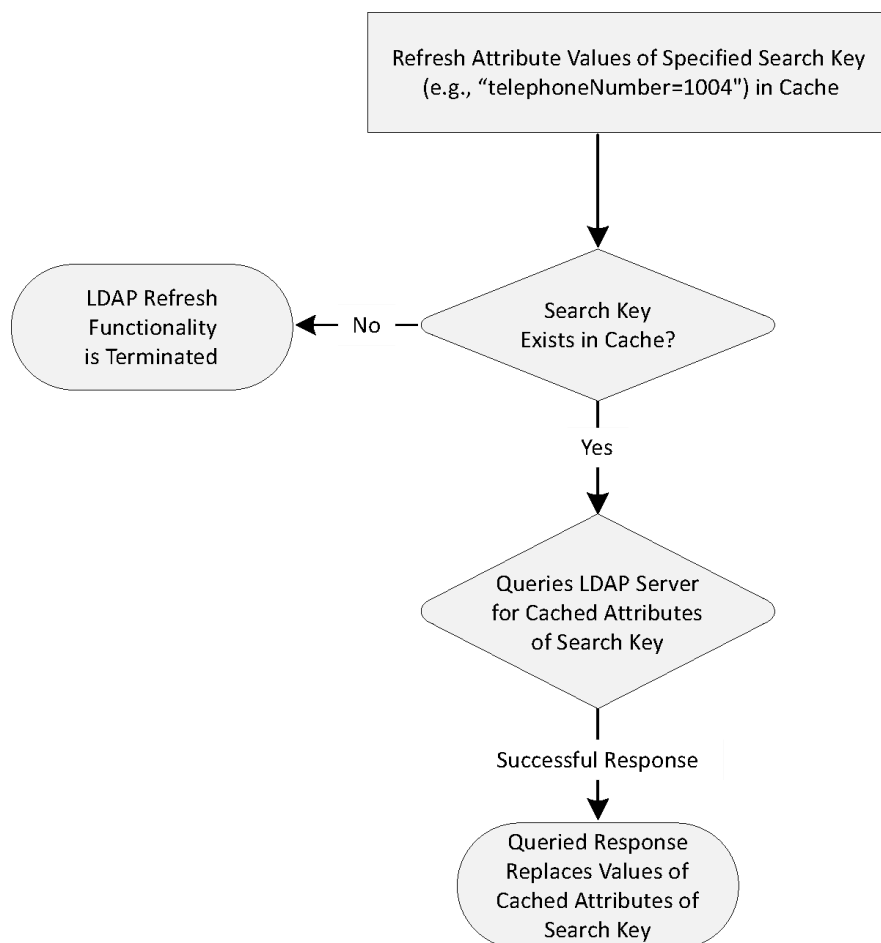 Refresh Attribute Values of Specified Search Key
(e.g., “telephoneNumber=1004") in Cache
LDAP Refresh
Functionality
is Terminated
No
Search Key
Exists in Cache?
Yes
Queries LDAP Server
for Cached Attributes
of Search Key
Successful Response
Queried Response
Replaces Values of
Cached Attributes of
Search Key